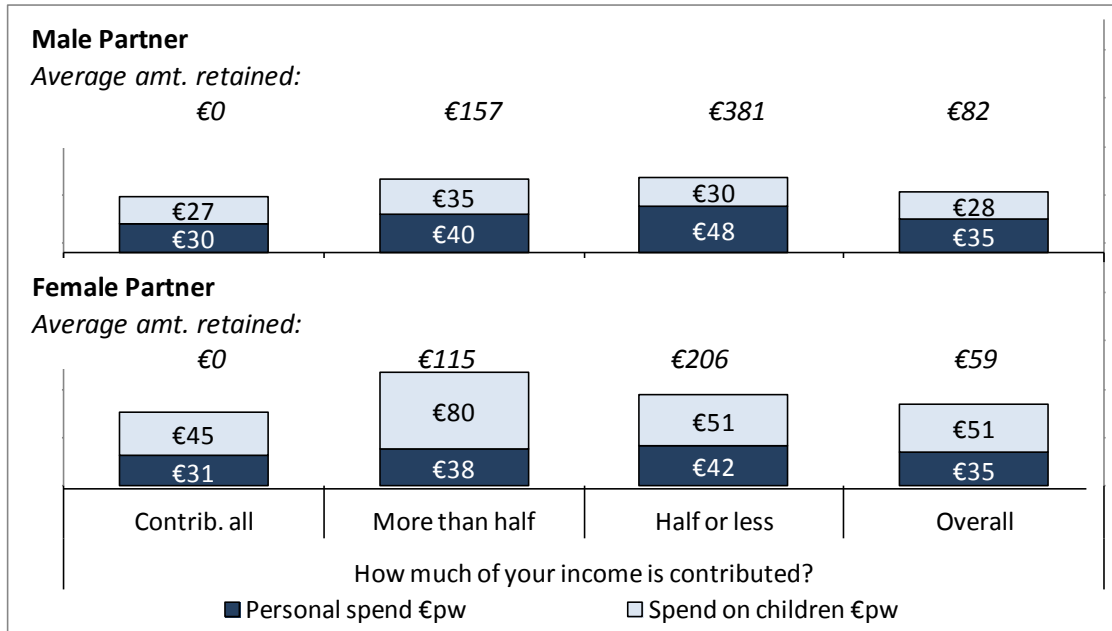 Male Partner
Average amt. retained:
€0 €157 €381 €82
€27 €35 €30 €28
€30 €40 €48 €35
Female Partner
Average amt. retained:
€0 €115 €206 €59
€45 €80 €51 €51
€31 €38 €42 €35
Contrib. all More than half Half or less Overall
How much of your income is contributed?
Personal spend €pw Spend on children €pw